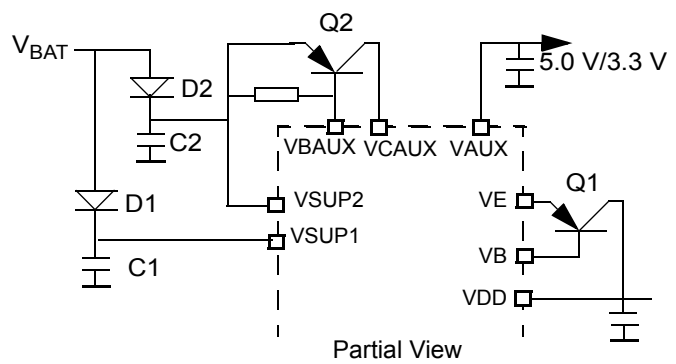 Q2
VBAT
5.0 V/3.3 V
D2
C2
VBAUX
VCAUX
VAUX
Q1
D1
VSUP2
VE
VSUP1
VB
C1
VDD
Partial View